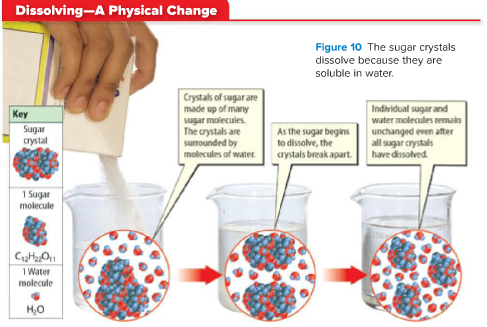 Dissolving—A Physical Change
Figure 10 The sugar crystals
dissolve because they are
soluble in water.
Key
Sugar
crystal
1 Sugar
molecule
C₁₂H₂₂O₁₁
1 Water
molecule
H₂O
Crystals of sugar are
made up of many
sugar molecules.
The crystals are
surrounded by
molecules of water.
As the sugar begins
to dissolve, the
crystals break apart.
Individual sugar and
water molecules remain
unchanged even after
all sugar crystals
have dissolved.